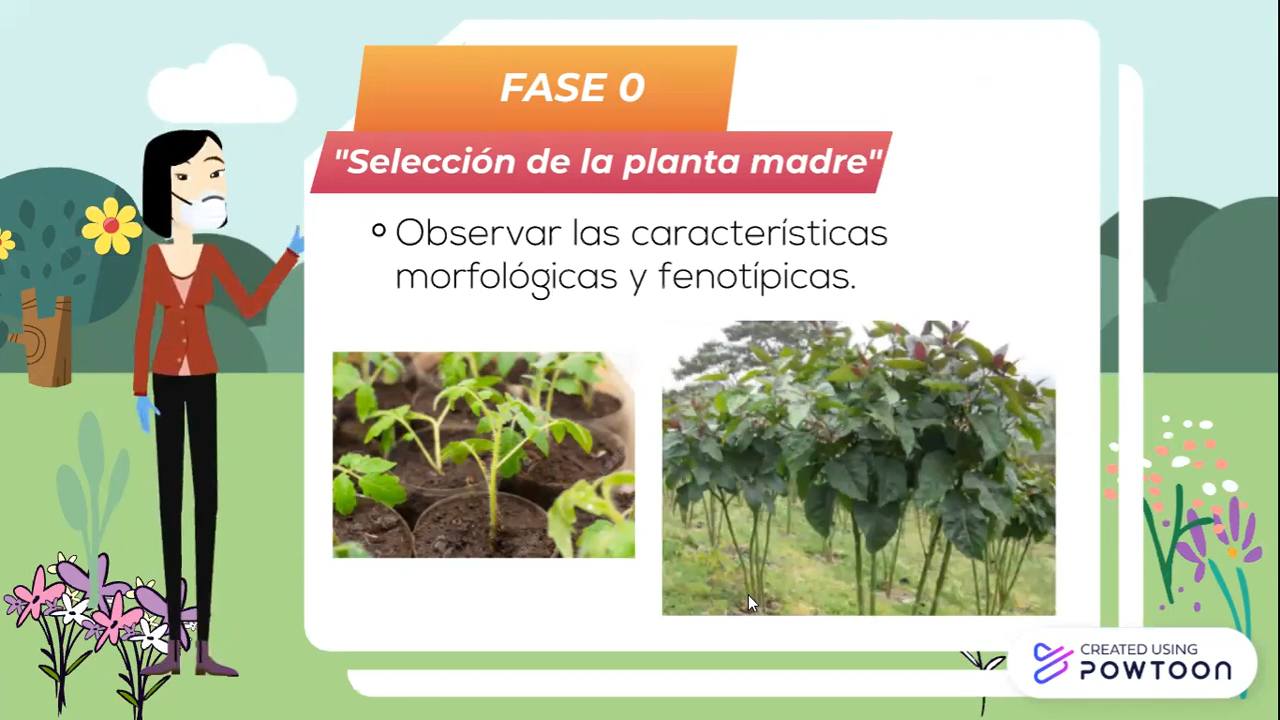 FASE 0
"Selección de la planta madre"
Observar las características
morfológicas y fenotípicas.
CREATED USING
POWTOON